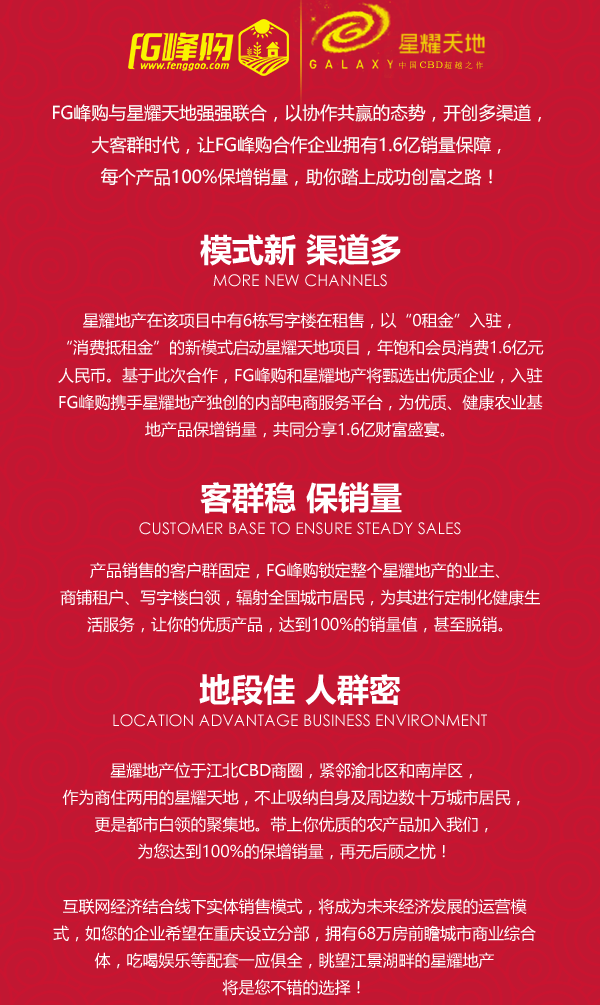 FG峰购
www.fenggoo.com
星耀天地
GALAXY 中国CBD超越之作
FG峰购与星耀天地强强联合，以协作共赢的态势，开创多渠道，
大客群时代，让FG峰购合作企业拥有1.6亿销量保障，
每个产品100%保增销量，助你踏上成功创富之路！
模式新 渠道多
MORE NEW CHANNELS
星耀地产在该项目中有6栋写字楼在租售，以“0租金”入驻，
“消费抵租金”的新模式启动星耀天地项目，年饱和会员消费1.6亿元
人民币。基于此次合作，FG峰购和星耀地产将甄选出优质企业，入驻
FG峰购携手星耀地产独创的内部电商服务平台，为优质、健康农业基
地产品保增销量，共同分享1.6亿财富盛宴。
客群稳 保销量
CUSTOMER BASE TO ENSURE STEADY SALES
产品销售的客户群固定，FG峰购锁定整个星耀地产的业主、
商铺租户、写字楼白领，辐射全国城市居民，为其进行定制化健康生
活服务，让你的优质产品，达到100%的销量值，甚至脱销。
地段佳 人群密
LOCATION ADVANTAGE BUSINESS ENVIRONMENT
星耀地产位于江北CBD商圈，紧邻渝北区和南岸区，
作为商住两用的星耀天地，不止吸纳自身及周边数十万城市居民，
更是都市白领的聚集地。带上你优质的农产品加入我们，
为您达到100%的保增销量，再无后顾之忧！
互联网经济结合线下实体销售模式，将成为未来经济发展的运营模
式，如您的企业希望在重庆设立分部，拥有68万房前瞻城市商业综合
体，吃喝娱乐等配套一应俱全，眺望江景湖畔的星耀地产
将是您不错的选择！